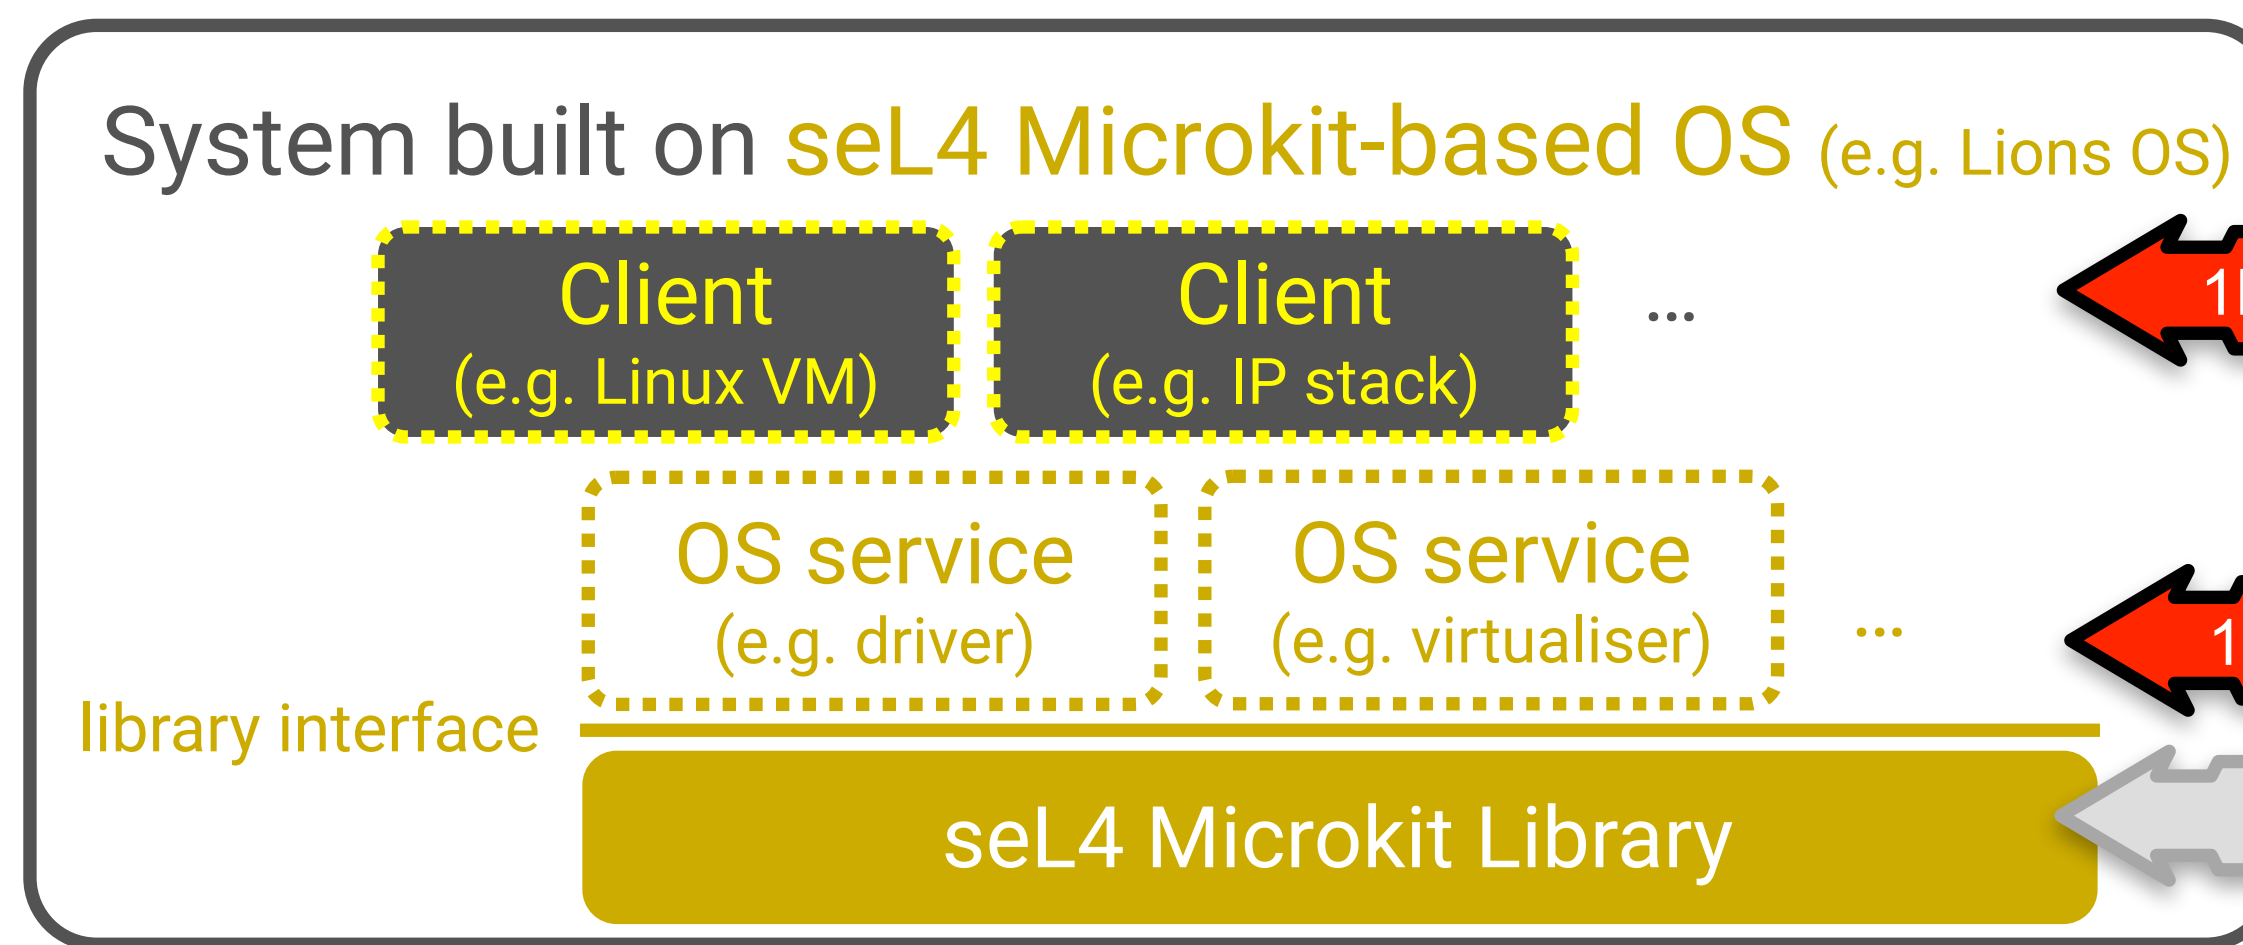 System built on seL4 Microkit-based OS (e.g. Lions OS)
Client
(e.g. Linux VM)
Client
(e.g. IP stack)
...
OS service
(e.g. driver)
OS service
(e.g. virtualiser)
...
1
library interface
seL4 Microkit Library